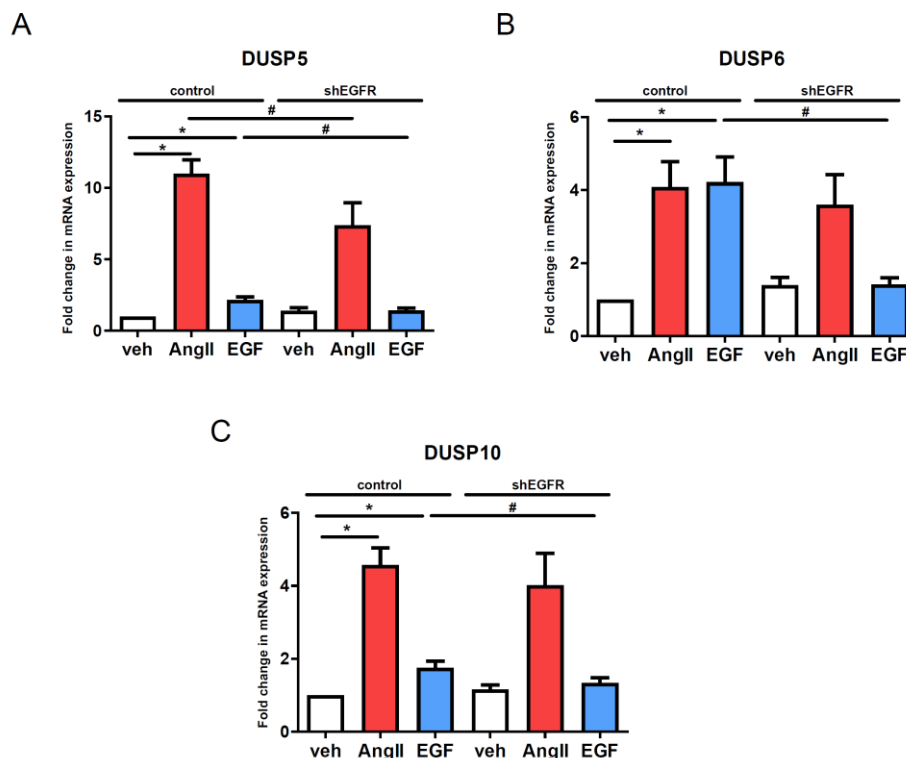 A
DUSP5
control shEGFR
#
* #
*
Fold change in mRNA expression
15
10
5
0
veh AngII EGF veh AngII EGF
B
DUSP6
control shEGFR
* #
*
Fold change in mRNA expression
6
4
2
0
veh AngII EGF veh AngII EGF
C
DUSP10
control shEGFR
* #
*
Fold change in mRNA expression
6
4
2
0
veh AngII EGF veh AngII EGF